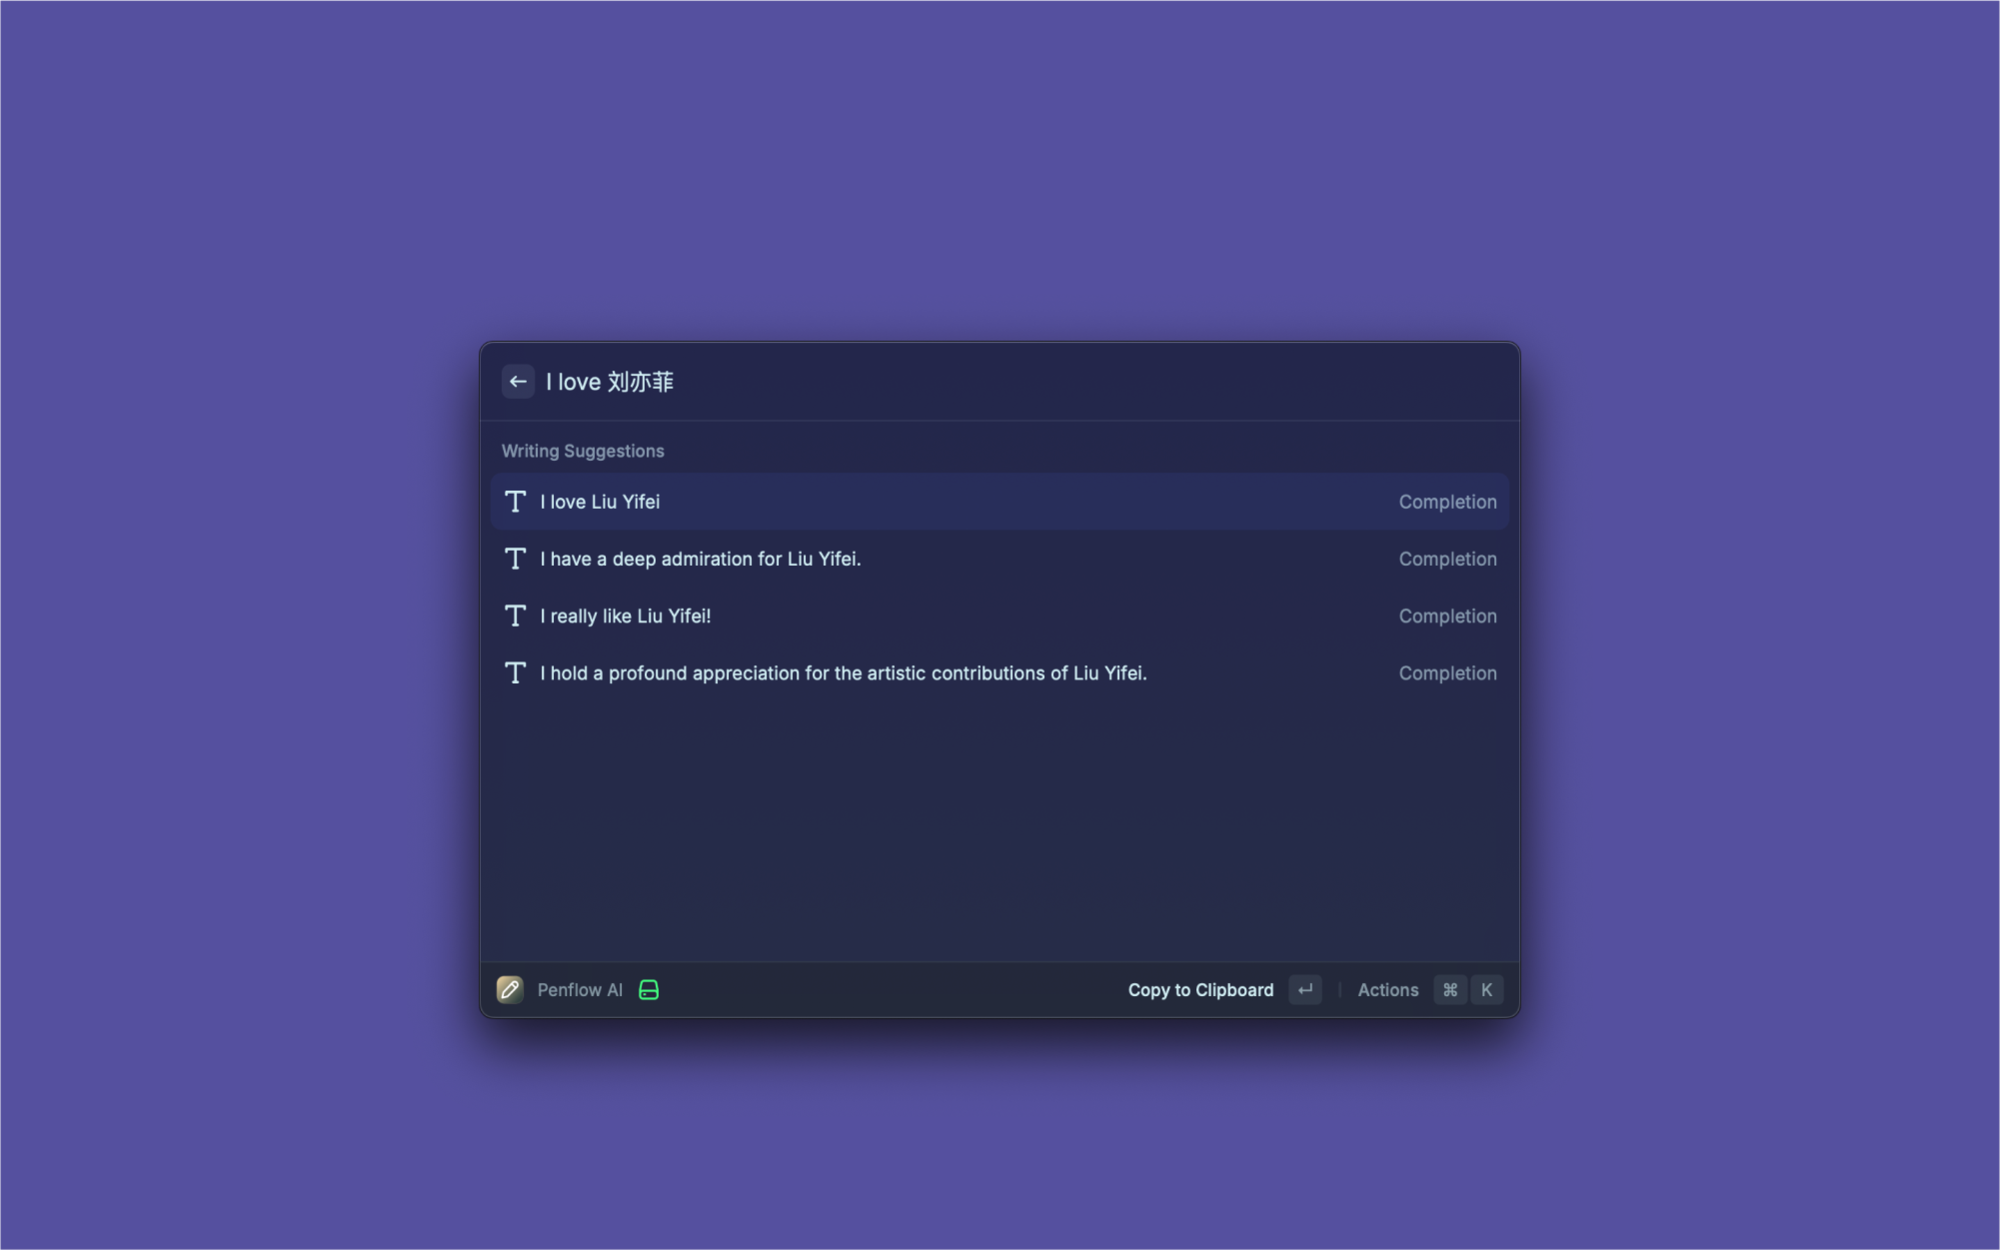 I love 刘亦菲
Writing Suggestions
I love Liu Yifei Completion
I have a deep admiration for Liu Yifei. Completion
I really like Liu Yifei! Completion
I hold a profound appreciation for the artistic contributions of Liu Yifei. Completion
Penflow AI Copy to Clipboard ↵ Actions ⌘ K